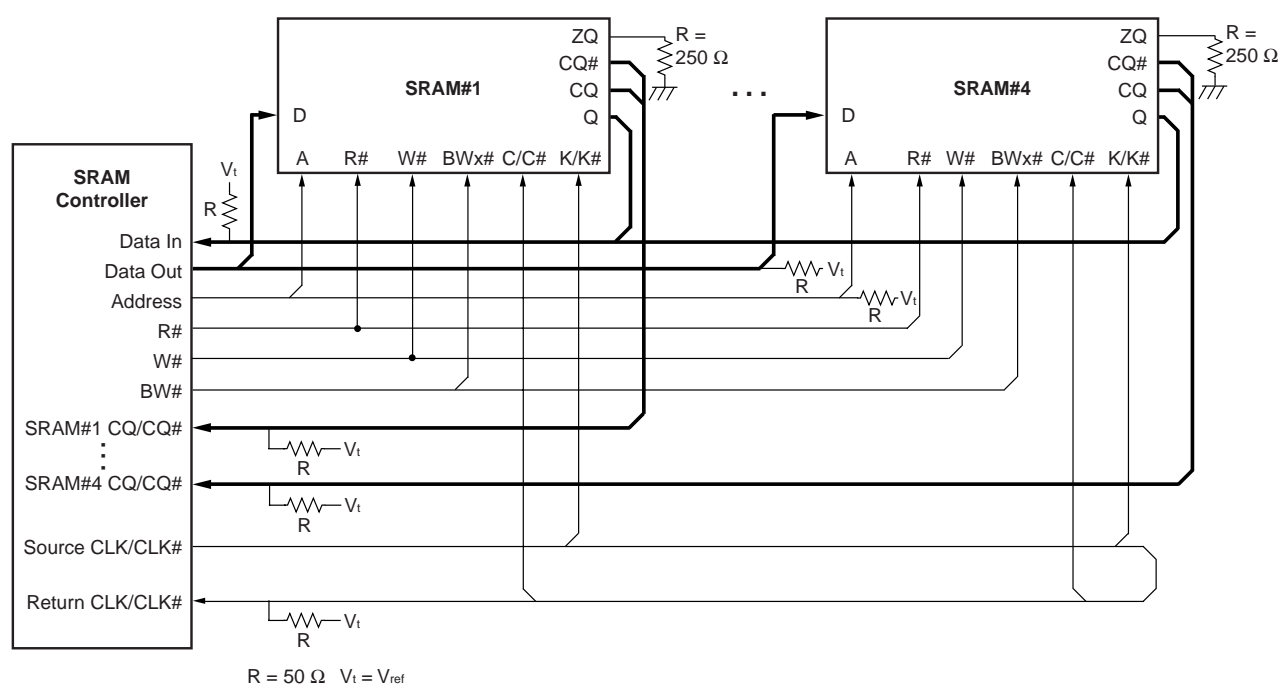 SRAM#1
ZQ
CQ#
CQ
Q
D
A R# W# BWx# C/C# K/K#
R =
250 Ω
. . .
SRAM#4
ZQ
CQ#
CQ
Q
D
A R# W# BWx# C/C# K/K#
R =
250 Ω
SRAM
Controller
Data In
Data Out
Address
R#
W#
BW#
SRAM#1 CQ/CQ#
SRAM#4 CQ/CQ#
Source CLK/CLK#
Return CLK/CLK#
Vt
R
Vt
R
Vt
R
Vt
R
Vt
R
Vt
R
R = 50 Ω Vt = Vref